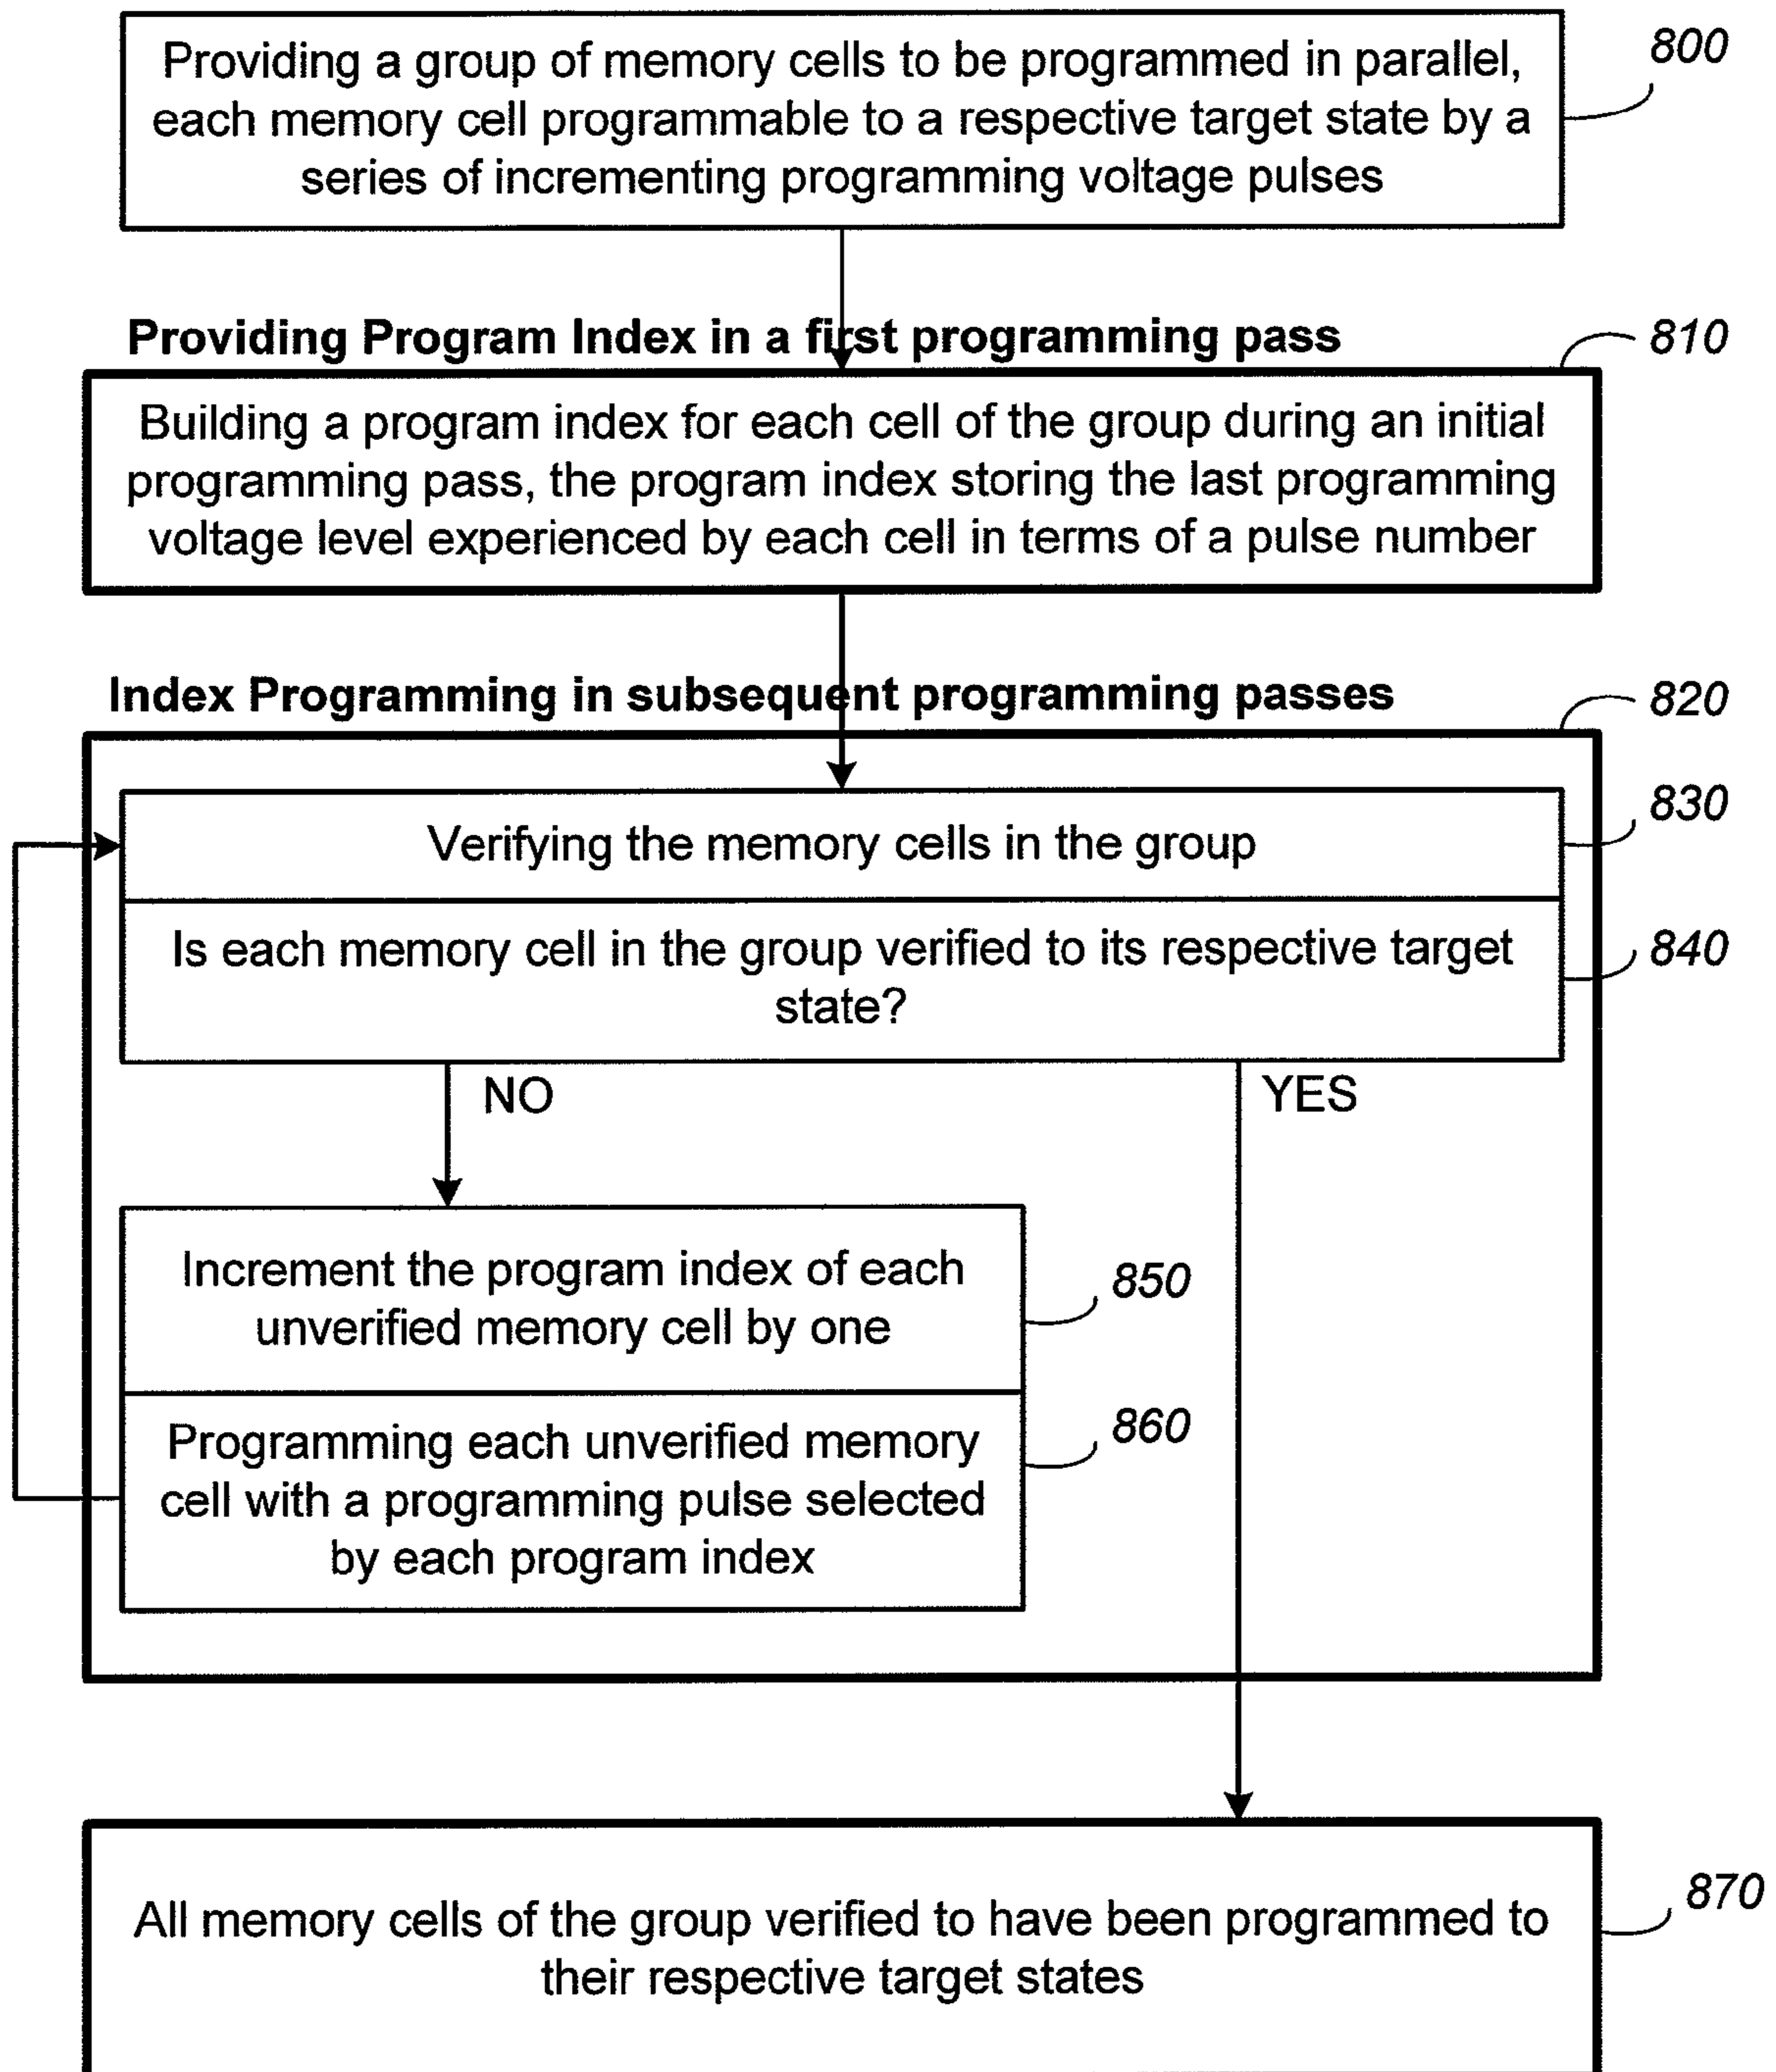 Providing a group of memory cells to be programmed in parallel,
800
each memory cell programmable to a respective target state by a
series of incrementing programming voltage pulses
Providing Program Index in a first programming pass
810
Building a program index for each cell of the group during an initial
programming pass, the program index storing the last programming
voltage level experienced by each cell in terms of a pulse number
Index Programming in subsequent programming passes
820
830
Verifying the memory cells in the group
Is each memory cell in the group verified to its respective target
840
state?
NO
YES
Increment the program index of each
850
unverified memory cell by one
860
Programming each unverified memory
cell with a programming pulse selected
by each program index
870
All memory cells of the group verified to have been programmed to
their respective target states